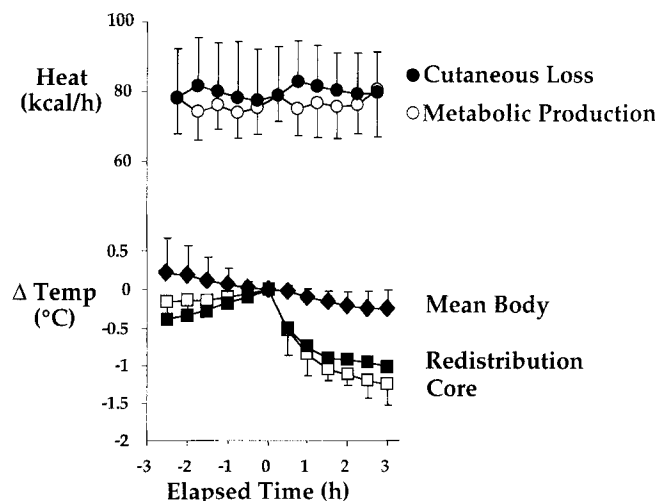 100
Heat
(kcal/h)
80
60
Cutaneous Loss
Metabolic Production
0.5
0
Δ Temp
(°C)
-0.5
-1
-1.5
-2
Mean Body
Redistribution
Core
-3 -2 -1 0 1 2 3
Elapsed Time (h)